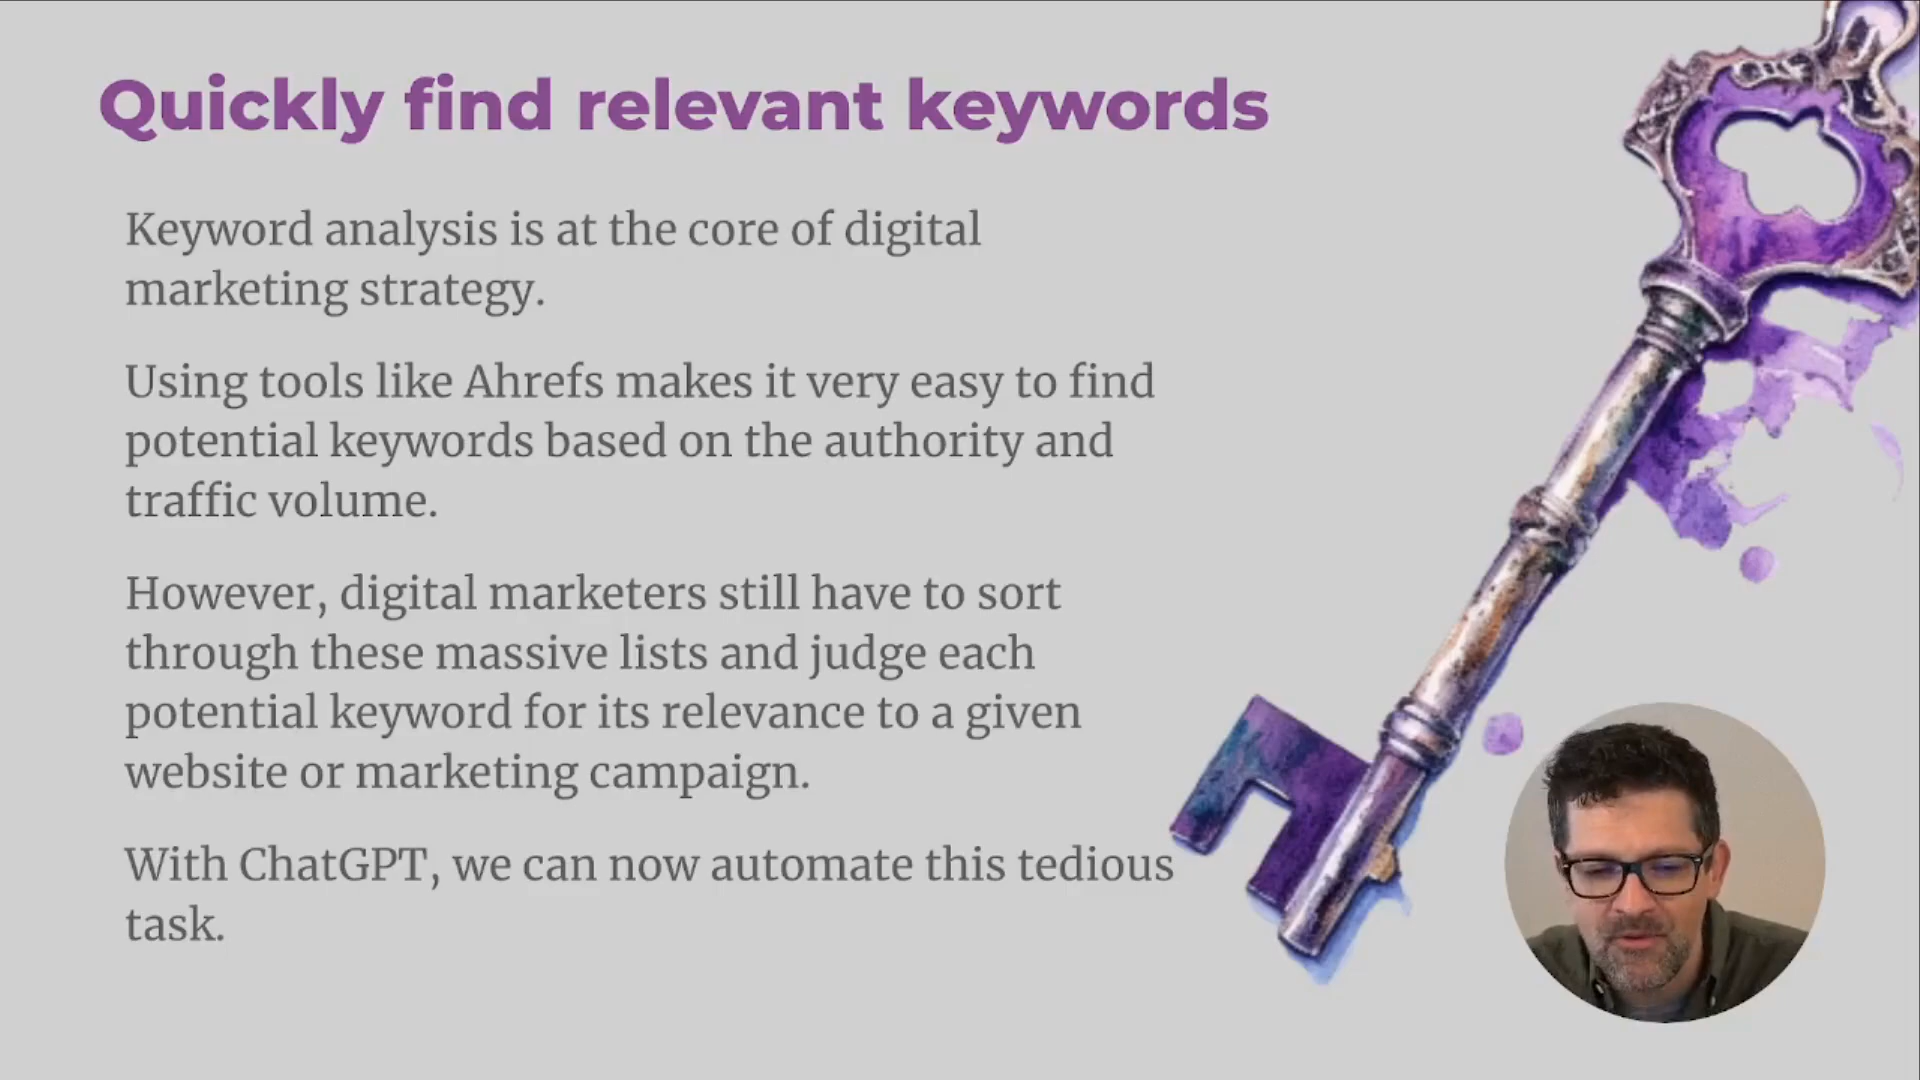 Quickly find relevant keywords
Keyword analysis is at the core of digital
marketing strategy.
Using tools like Ahrefs makes it very easy to find
potential keywords based on the authority and
traffic volume.
However, digital marketers still have to sort
through these massive lists and judge each
potential keyword for its relevance to a given
website or marketing campaign.
With ChatGPT, we can now automate this tedious
task.